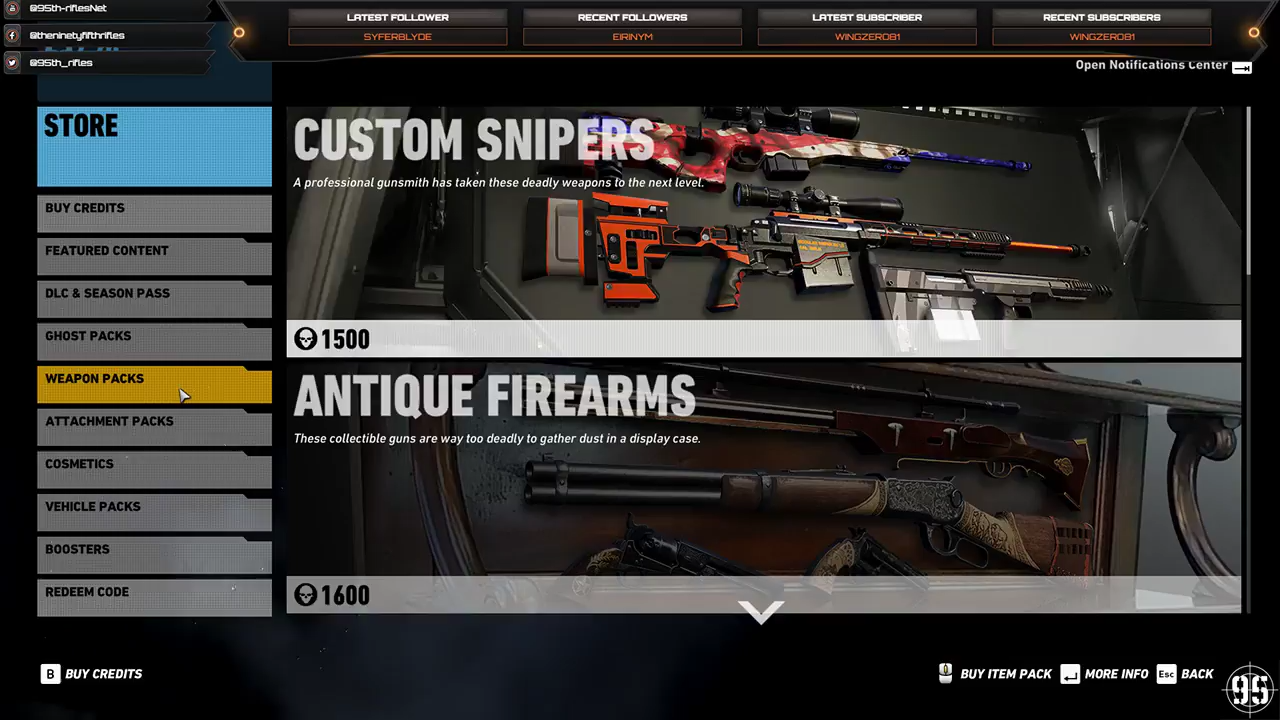 @95th-riflesNet
@theninetyfifthrifles
@95th_rifles
LATEST FOLLOWER
SYFERBLYDE
RECENT FOLLOWERS
EIRINYM
LATEST SUBSCRIBER
WINGZERO81
RECENT SUBSCRIBERS
WINGZERO81
Open Notifications Center
STORE
BUY CREDITS
FEATURED CONTENT
DLC & SEASON PASS
GHOST PACKS
WEAPON PACKS
ATTACHMENT PACKS
COSMETICS
VEHICLE PACKS
BOOSTERS
REDEEM CODE
CUSTOM SNIPERS
A professional gunsmith has taken these deadly weapons to the next level.
1500
ANTIQUE FIREARMS
These collectible guns are way too deadly to gather dust in a display case.
1600
B BUY CREDITS
BUY ITEM PACK
MORE INFO
Esc BACK
95